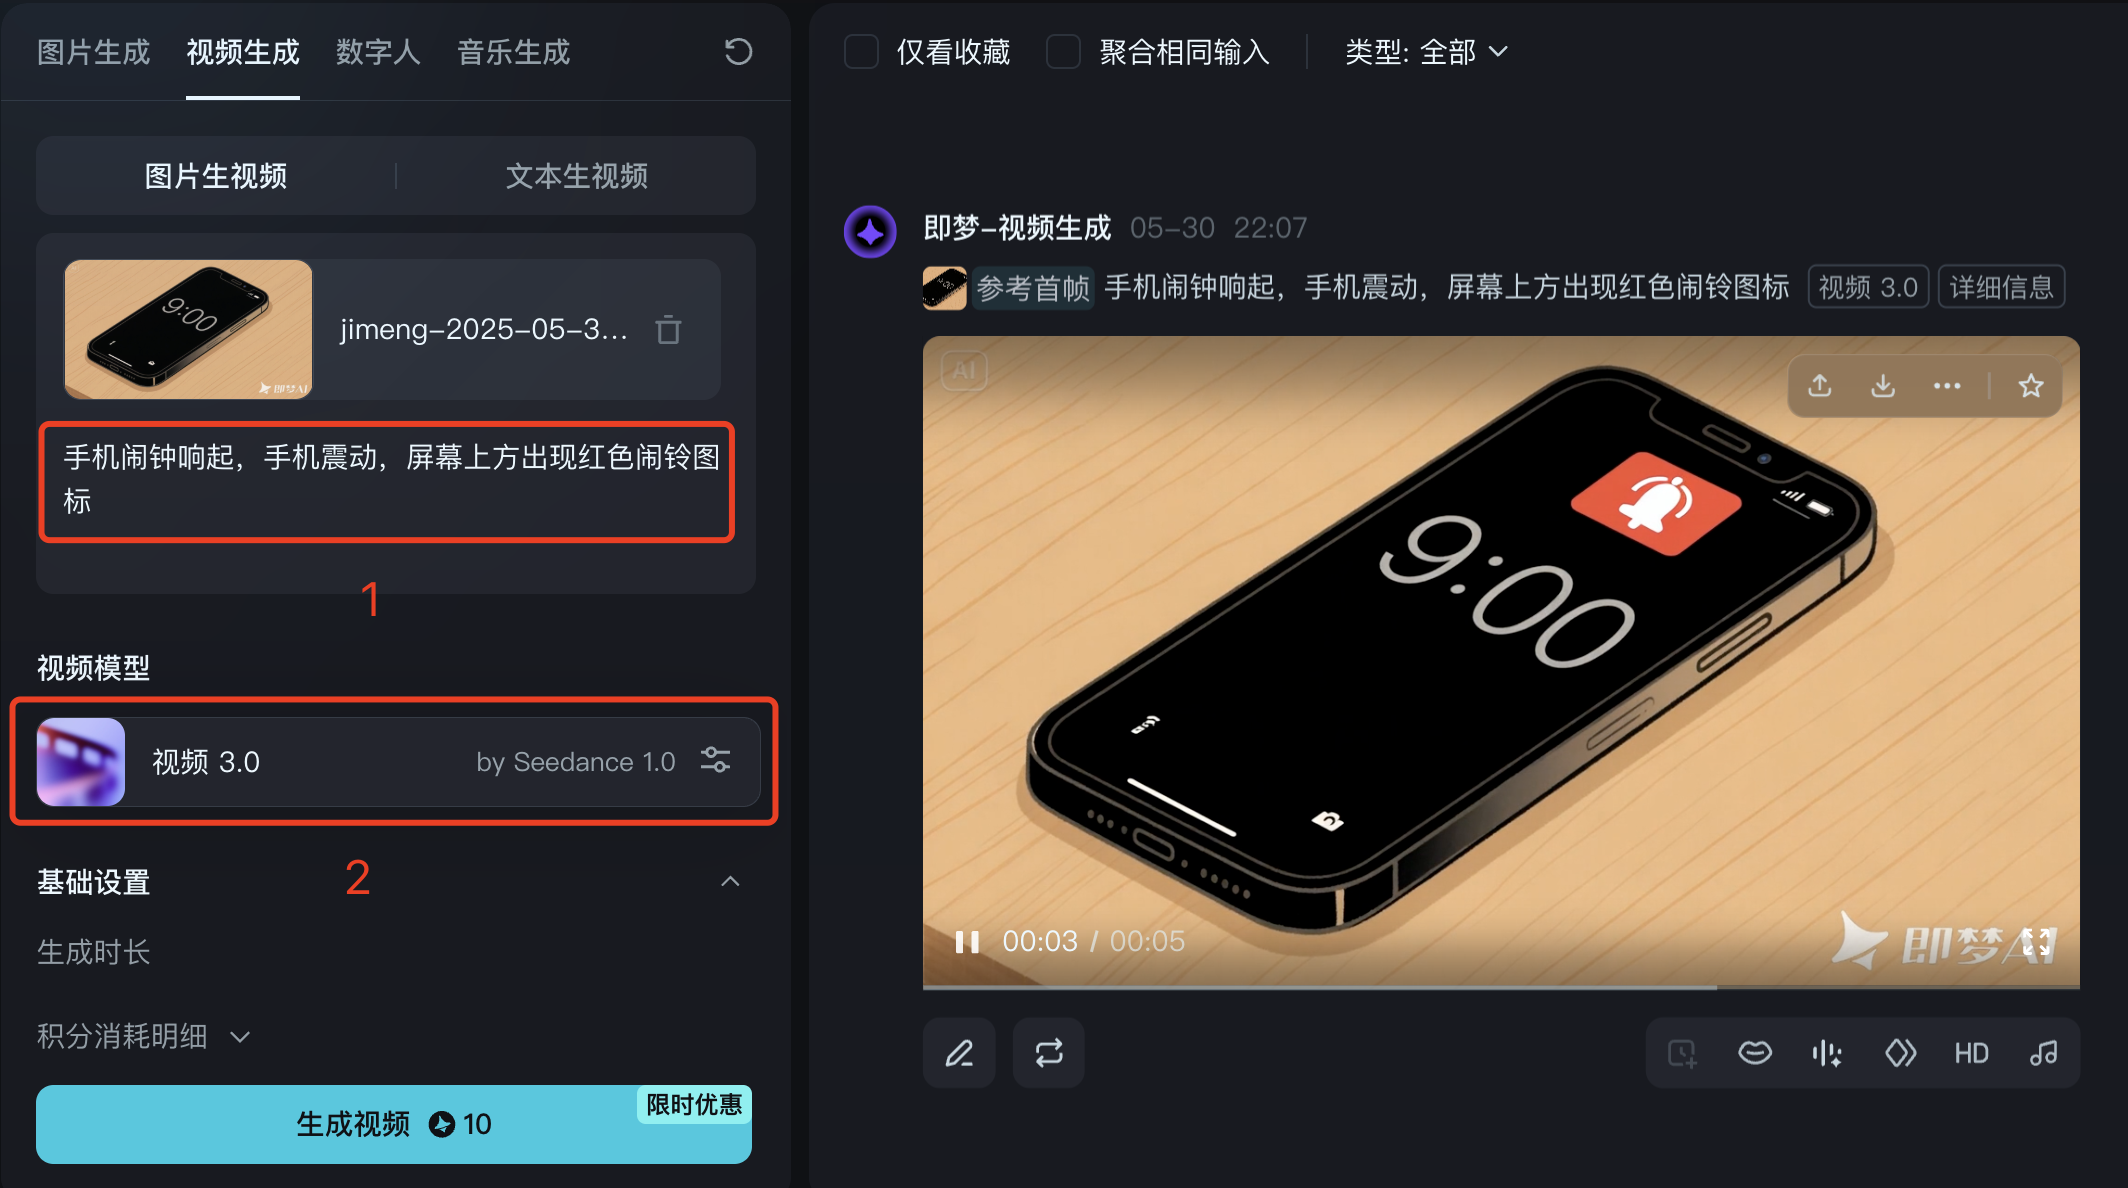 图片生成
视频生成
数字人
音乐生成
图片生视频
文本生视频
9:00
即梦AI
jimeng-2025-05-3...
手机闹钟响起，手机震动，屏幕上方出现红色闹铃图
标
1
视频模型
视频 3.0
by Seedance 1.0
2
基础设置
生成时长
积分消耗明细
限时优惠
生成视频 10
仅看收藏
聚合相同输入
类型: 全部
即梦-视频生成 05-30 22:07
参考首帧 手机闹钟响起，手机震动，屏幕上方出现红色闹铃图标 视频 3.0 详细信息
AI
9:00
00:03 / 00:05
即梦AI
HD